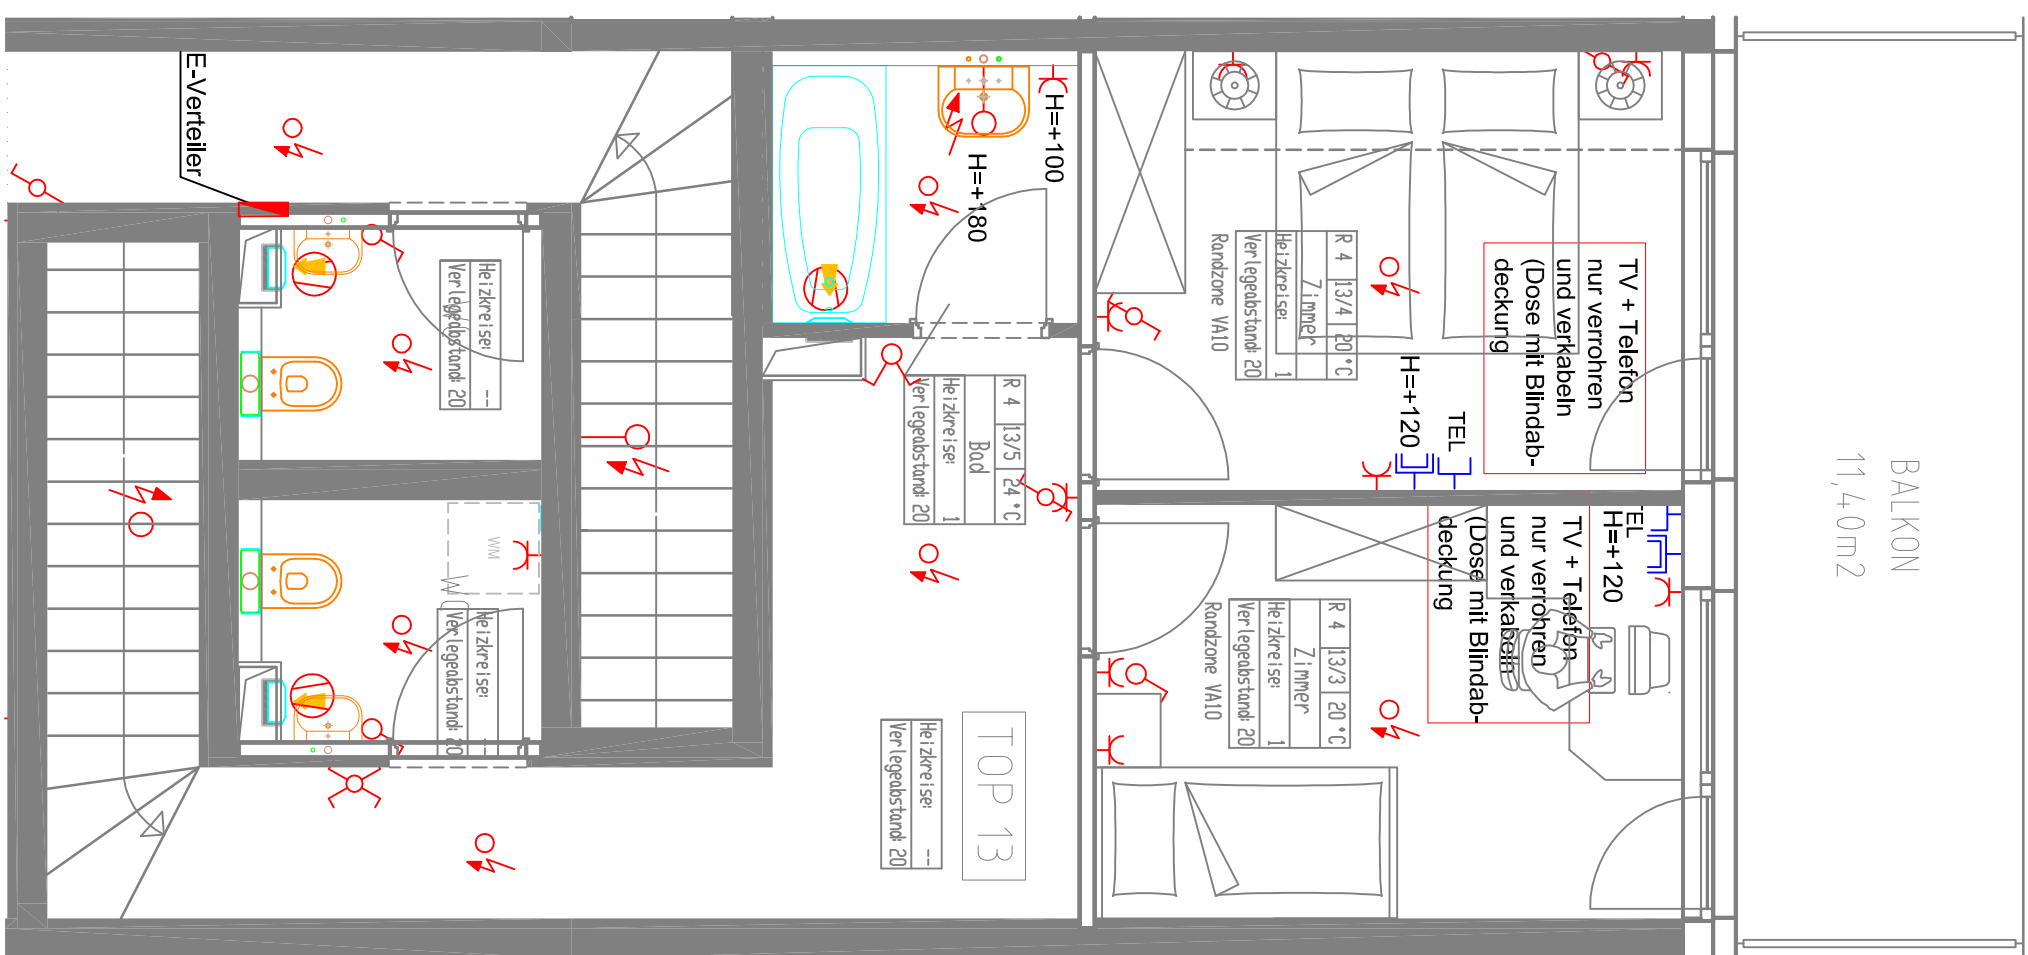 E-Verteiler
H=+100
H=+180
R 4 13/4 20°C
Zimmer
Heizkreise: 1
Verlegeabstand: 20
Randzone VA10
TV + Telefon
nur verrohren
und verkabeln
(Dose mit Blindab-
deckung
H=+120
TEL
BALKON
11,40m2
Heizkreise: --
Verlegeabstand: 20
R 4 13/5 24°C
Bad
Heizkreise: 1
Verlegeabstand: 20
TEL
H=+120
TV + Telefon
nur verrohren
und verkabeln
(Dose mit Blindab-
deckung
WM
Heizkreise: --
Verlegeabstand: 20
R 4 13/3 20°C
Zimmer
Heizkreise: 1
Verlegeabstand: 20
Randzone VA10
TOP 13
Heizkreise: --
Verlegeabstand: 20